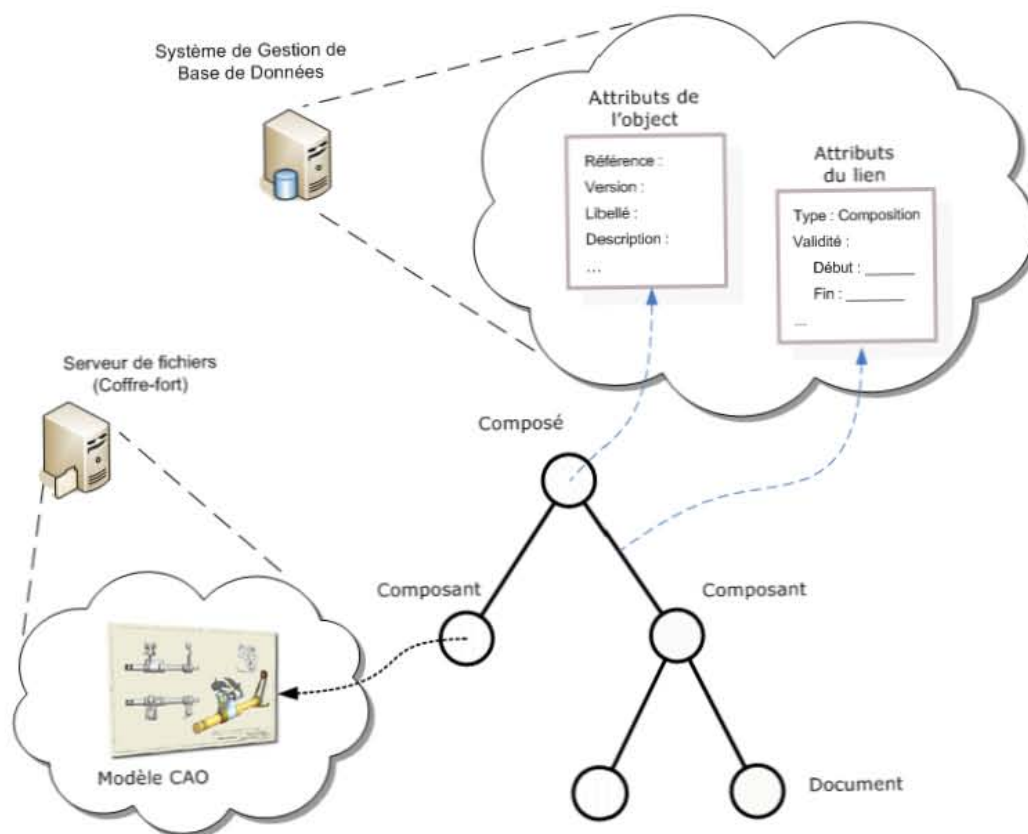 Système de Gestion de
Base de Données
Attributs de
l'object
Référence :
Version :
Libellé :
Description :
...
Attributs
du lien
Type : Composition
Validité :
Début : ______
Fin : ______
...
Serveur de fichiers
(Coffre-fort)
Composé
Composant
Composant
Modèle CAO
Document